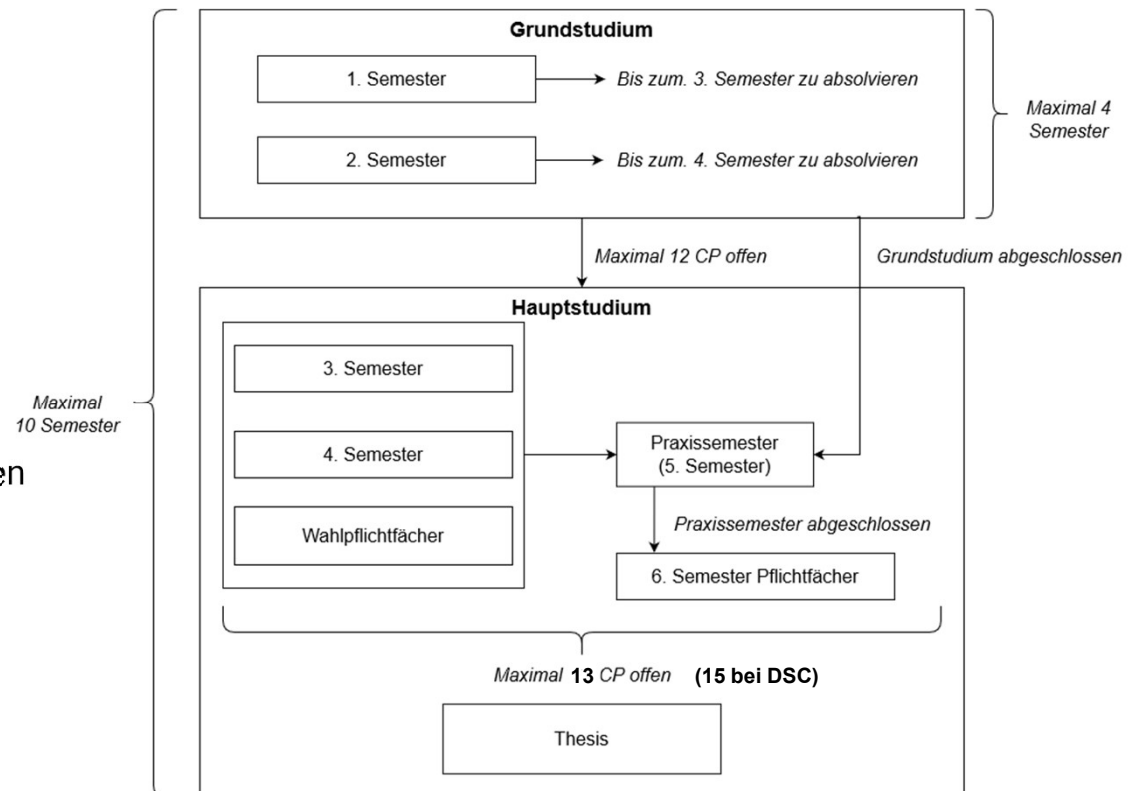 Grundstudium
1. Semester
Bis zum. 3. Semester zu absolvieren
2. Semester
Bis zum. 4. Semester zu absolvieren
Maximal 4
Semester
Maximal 12 CP offen
Grundstudium abgeschlossen
Hauptstudium
3. Semester
4. Semester
Wahlpflichtfächer
Maximal
10 Semester
en
Praxissemester
(5. Semester)
Praxissemester abgeschlossen
6. Semester Pflichtfächer
Maximal 13 CP offen (15 bei DSC)
Thesis